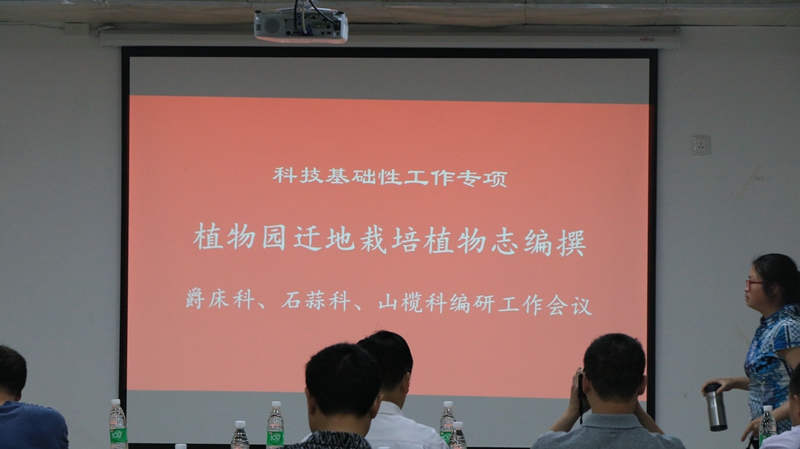 科技基础性工作专项
植物园迁地栽培植物志编撰
爵床科、石蒜科、山榄科编研工作会议